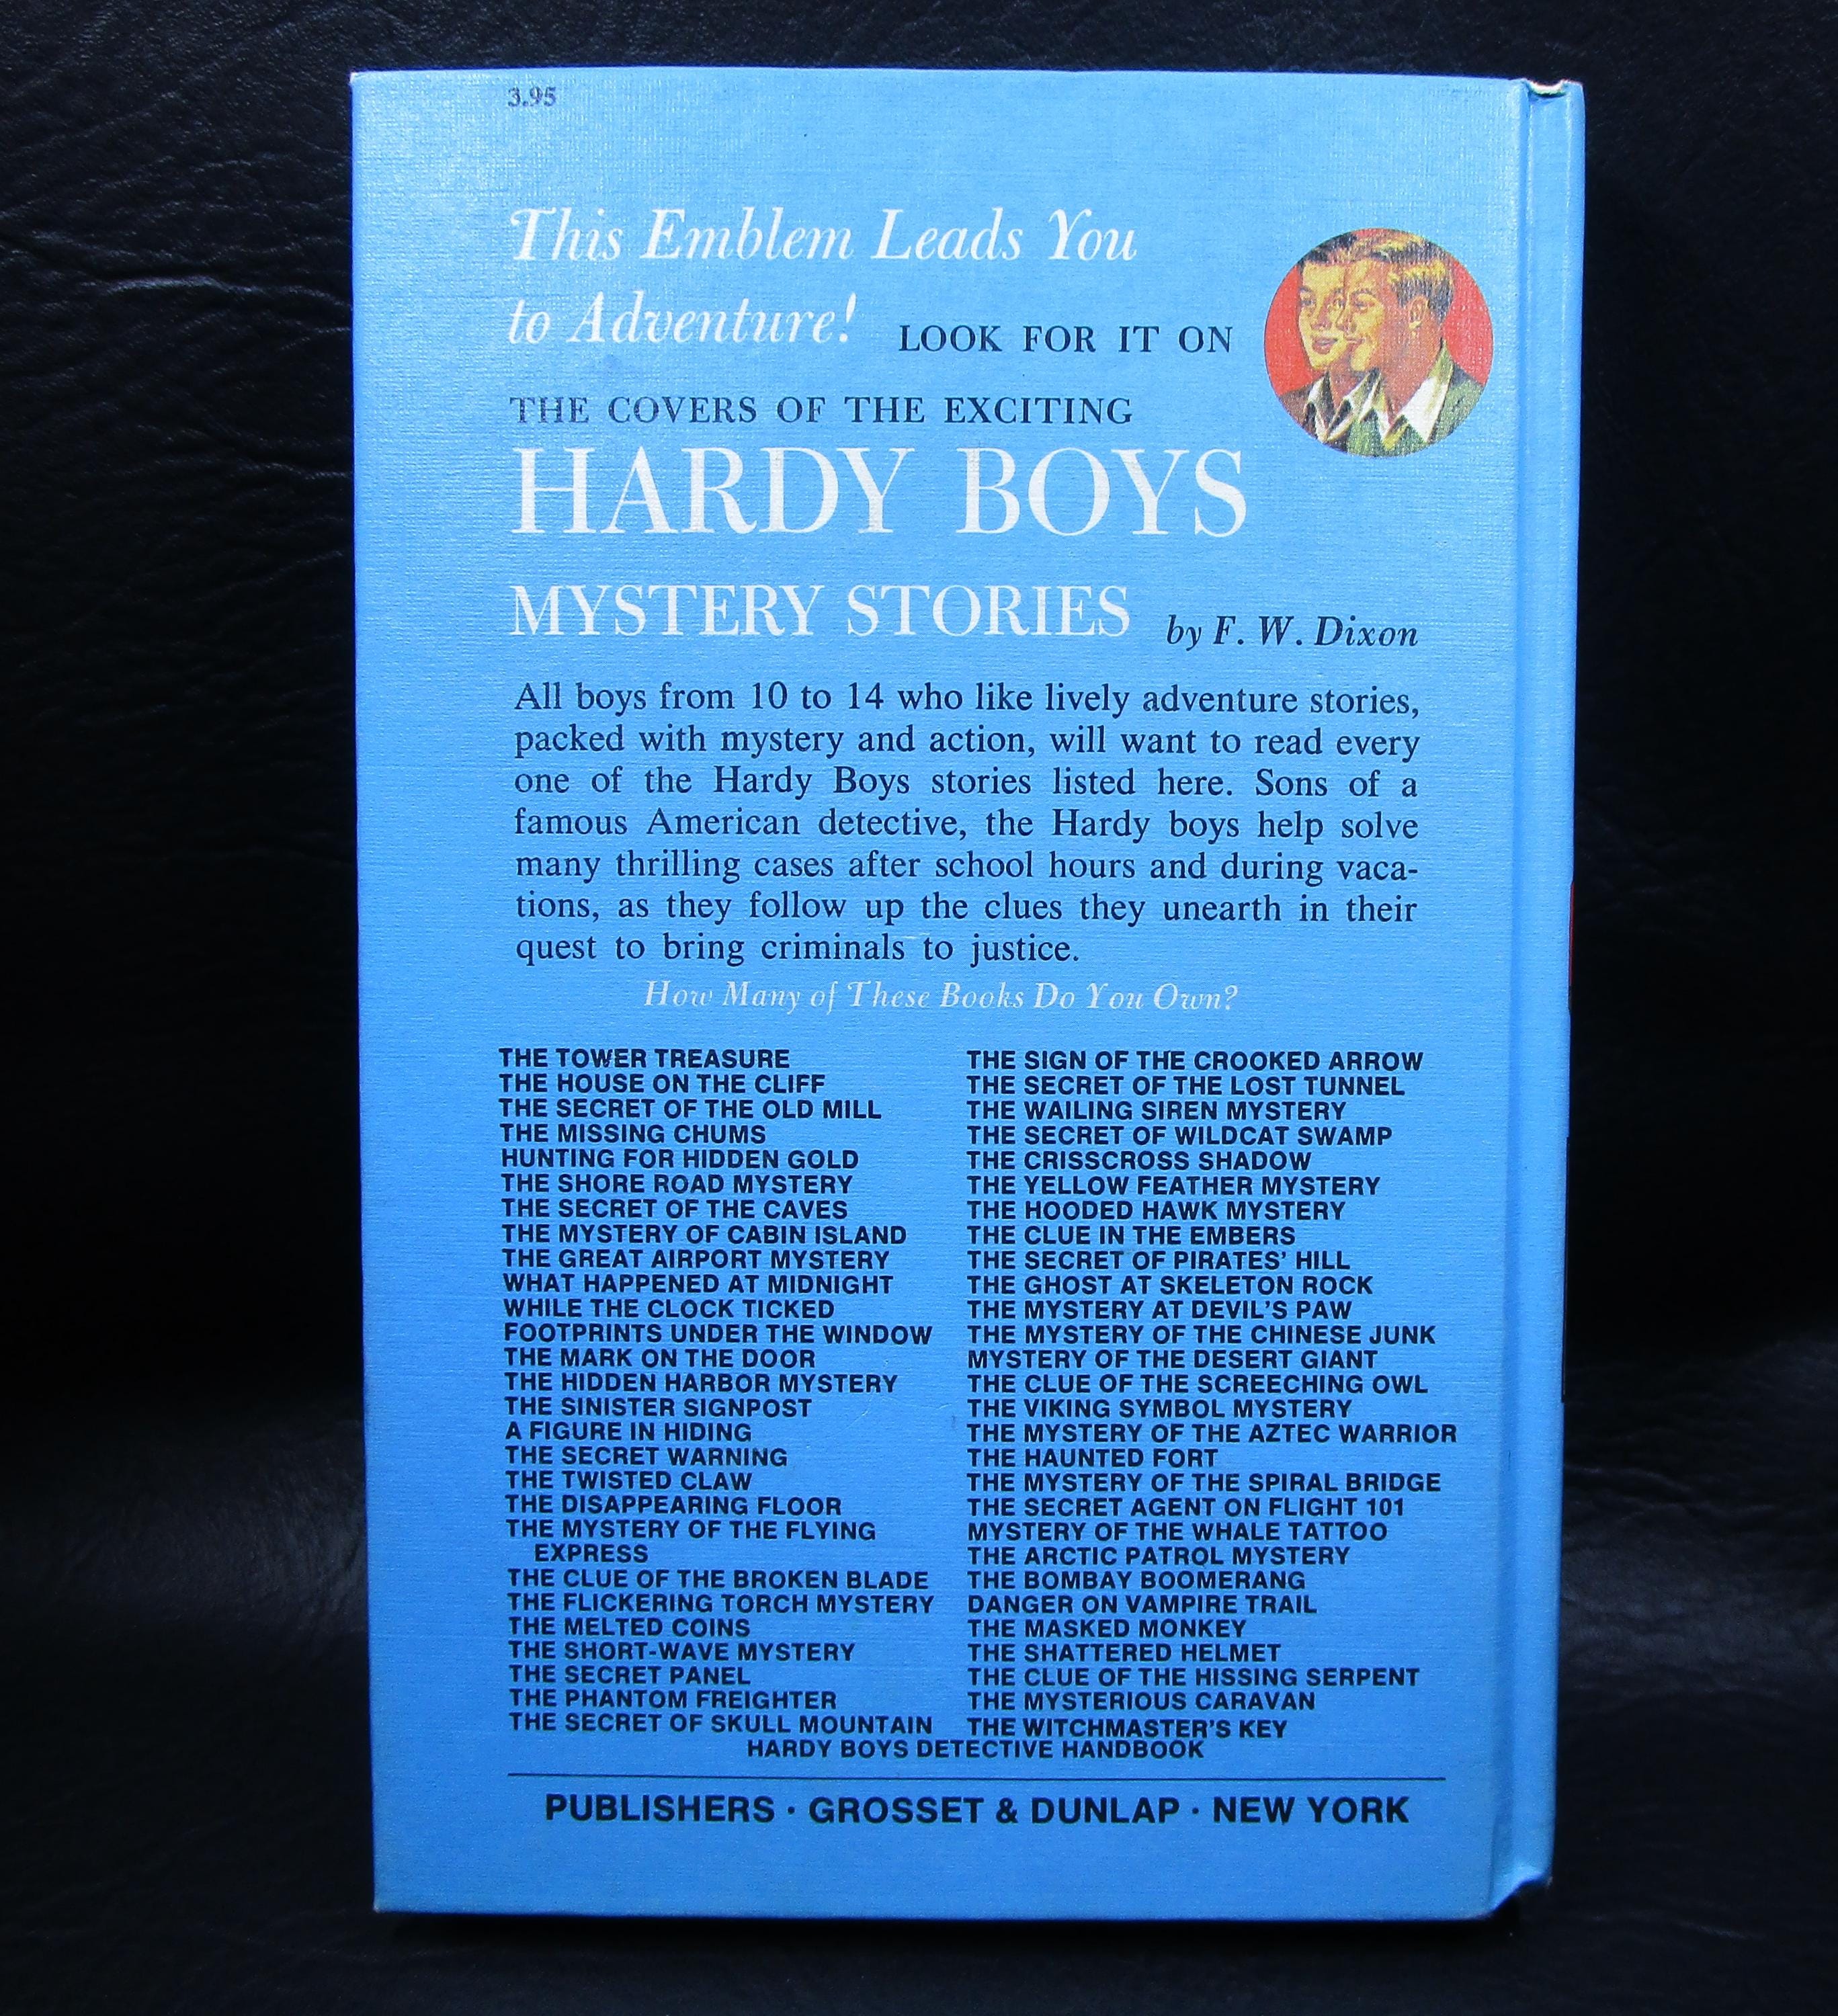 3.95
This Emblem Leads You
to Adventure! LOOK FOR IT ON
THE COVERS OF THE EXCITING
HARDY BOYS
MYSTERY STORIES by F. W. Dixon
All boys from 10 to 14 who like lively adventure stories,
packed with mystery and action, will want to read every
one of the Hardy Boys stories listed here. Sons of a
famous American detective, the Hardy boys help solve
many thrilling cases after school hours and during vaca-
tions, as they follow up the clues they unearth in their
quest to bring criminals to justice.
How Many of These Books Do You Own?
THE TOWER TREASURE
THE HOUSE ON THE CLIFF
THE SECRET OF THE OLD MILL
THE MISSING CHUMS
HUNTING FOR HIDDEN GOLD
THE SHORE ROAD MYSTERY
THE SECRET OF THE CAVES
THE MYSTERY OF CABIN ISLAND
THE GREAT AIRPORT MYSTERY
WHAT HAPPENED AT MIDNIGHT
WHILE THE CLOCK TICKED
FOOTPRINTS UNDER THE WINDOW
THE MARK ON THE DOOR
THE HIDDEN HARBOR MYSTERY
THE SINISTER SIGNPOST
A FIGURE IN HIDING
THE SECRET WARNING
THE TWISTED CLAW
THE DISAPPEARING FLOOR
THE MYSTERY OF THE FLYING
EXPRESS
THE CLUE OF THE BROKEN BLADE
THE FLICKERING TORCH MYSTERY
THE MELTED COINS
THE SHORT-WAVE MYSTERY
THE SECRET PANEL
THE PHANTOM FREIGHTER
THE SECRET OF SKULL MOUNTAIN
THE SIGN OF THE CROOKED ARROW
THE SECRET OF THE LOST TUNNEL
THE WAILING SIREN MYSTERY
THE SECRET OF WILDCAT SWAMP
THE CRISSCROSS SHADOW
THE YELLOW FEATHER MYSTERY
THE HOODED HAWK MYSTERY
THE CLUE IN THE EMBERS
THE SECRET OF PIRATES' HILL
THE GHOST AT SKELETON ROCK
THE MYSTERY AT DEVIL'S PAW
THE MYSTERY OF THE CHINESE JUNK
MYSTERY OF THE DESERT GIANT
THE CLUE OF THE SCREECHING OWL
THE VIKING SYMBOL MYSTERY
THE MYSTERY OF THE AZTEC WARRIOR
THE HAUNTED FORT
THE MYSTERY OF THE SPIRAL BRIDGE
THE SECRET AGENT ON FLIGHT 101
MYSTERY OF THE WHALE TATTOO
THE ARCTIC PATROL MYSTERY
THE BOMBAY BOOMERANG
DANGER ON VAMPIRE TRAIL
THE MASKED MONKEY
THE SHATTERED HELMET
THE CLUE OF THE HISSING SERPENT
THE MYSTERIOUS CARAVAN
THE WITCHMASTER'S KEY
HARDY BOYS DETECTIVE HANDBOOK
PUBLISHERS · GROSSET & DUNLAP · NEW YORK